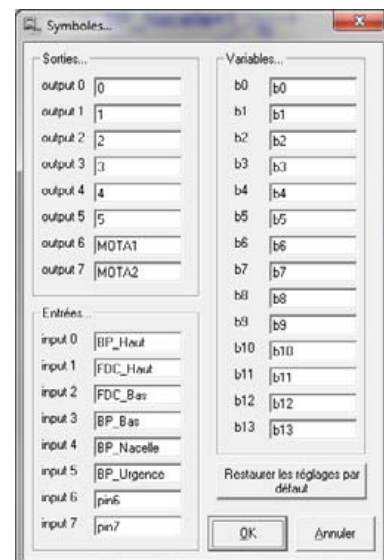 Symboles...
Sorties...
output 0 0
output 1 1
output 2 2
output 3 3
output 4 4
output 5 5
output 6 MOTA1
output 7 MOTA2
Entrées...
input 0 BP_Haut
input 1 FDC_Haut
input 2 FDC_Bas
input 3 BP_Bas
input 4 BP_Nacelle
input 5 BP_Urgence
input 6 pin6
input 7 pin7
Variables...
b0 b0
b1 b1
b2 b2
b3 b3
b4 b4
b5 b5
b6 b6
b7 b7
b8 b8
b9 b9
b10 b10
b11 b11
b12 b12
b13 b13
Restaurer les réglages par
défaut
OK Annuler